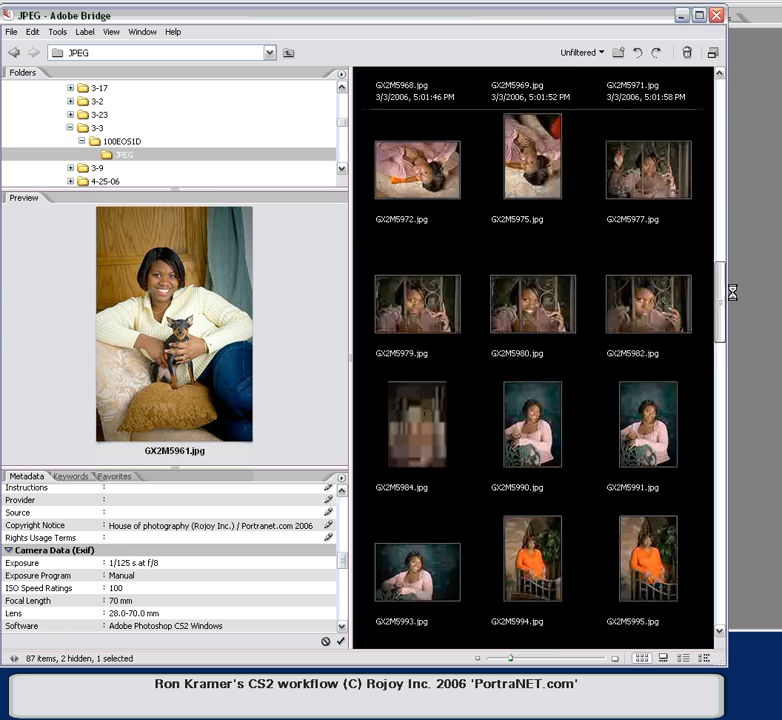 JPEG - Adobe Bridge
File Edit Tools Label View Window Help
JPEG
Unfiltered
Folders
3-17
3-2
3-23
3-3
100EOS1D
JPEG
3-9
4-25-06
Preview
GX2M5961.jpg
Metadata Keywords Favorites
Instructions :
Provider :
Source :
Copyright Notice : House of photography (Rojoy Inc.) / Portranet.com 2006
Rights Usage Terms :
Camera Data (Exif)
Exposure : 1/125 s at f/8
Exposure Program : Manual
ISO Speed Ratings : 100
Focal Length : 70 mm
Lens : 28.0-70.0 mm
Software : Adobe Photoshop CS2 Windows
GX2M5968.jpg GX2M5969.jpg GX2M5971.jpg
3/3/2006, 5:01:46 PM 3/3/2006, 5:01:52 PM 3/3/2006, 5:01:58 PM
GX2M5972.jpg GX2M5975.jpg GX2M5977.jpg
GX2M5979.jpg GX2M5980.jpg GX2M5982.jpg
GX2M5984.jpg GX2M5990.jpg GX2M5991.jpg
GX2M5993.jpg GX2M5994.jpg GX2M5995.jpg
87 items, 2 hidden, 1 selected
Ron Kramer's CS2 workflow (C) Rojoy Inc. 2006 'PortraNET.com'